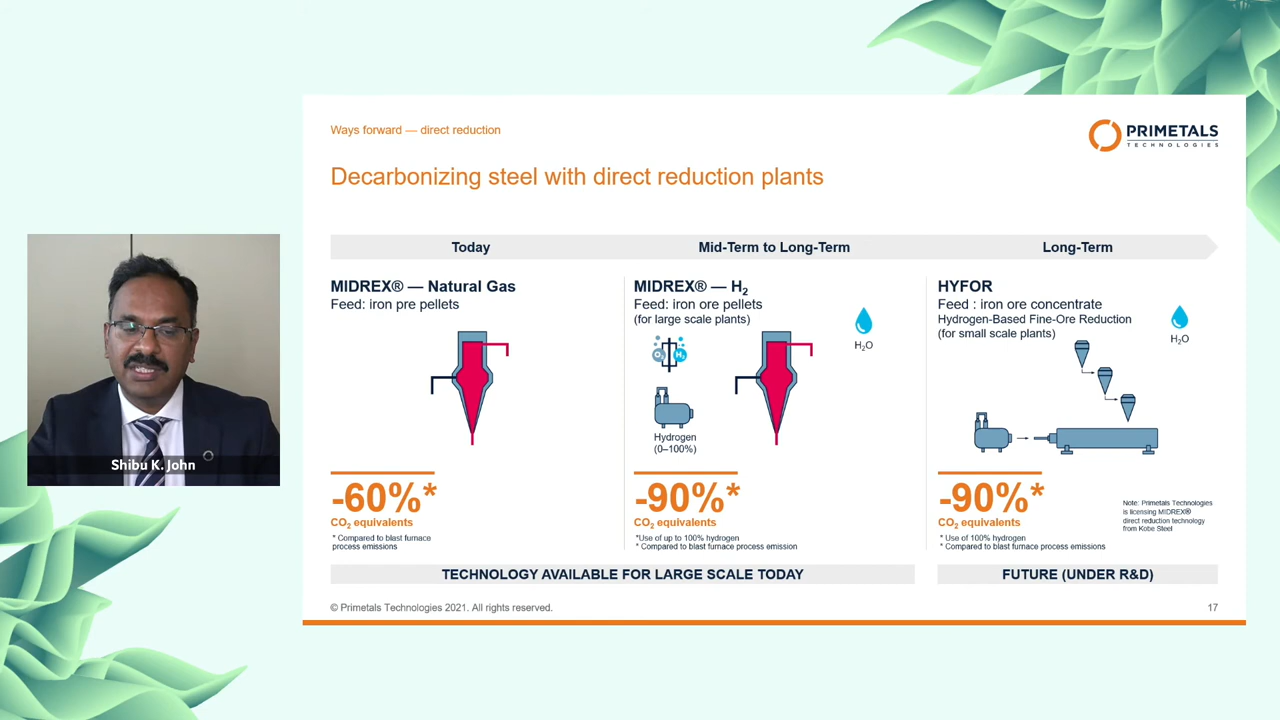 Ways forward — direct reduction
PRIMETALS
TECHNOLOGIES
Decarbonizing steel with direct reduction plants
Today
Mid-Term to Long-Term
Long-Term
MIDREX® — Natural Gas
Feed: iron pre pellets
-60%*
CO₂ equivalents
* Compared to blast furnace
process emissions
MIDREX® — H₂
Feed: iron ore pellets
(for large scale plants)
O₂ H₂
H₂O
Hydrogen
(0–100%)
-90%*
CO₂ equivalents
*Use of up to 100% hydrogen
* Compared to blast furnace process emission
HYFOR
Feed : iron ore concentrate
Hydrogen-Based Fine-Ore Reduction
(for small scale plants)
H₂O
-90%*
CO₂ equivalents
* Use of 100% hydrogen
* Compared to blast furnace process emissions
Note: Primetals Technologies
is licensing MIDREX®
direct reduction technology
from Kobe Steel
TECHNOLOGY AVAILABLE FOR LARGE SCALE TODAY
FUTURE (UNDER R&D)
© Primetals Technologies 2021. All rights reserved.
17
Shibu K. John